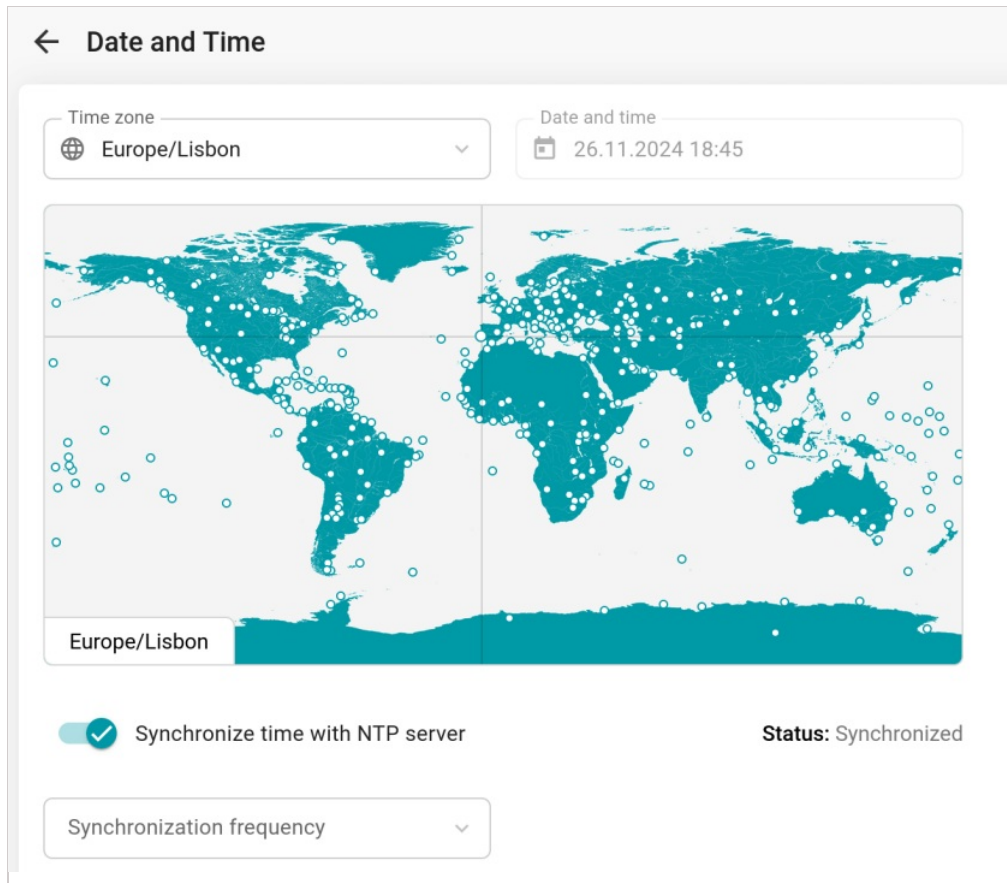 Date and Time
Time zone
Europe/Lisbon
Date and time
26.11.2024 18:45
Europe/Lisbon
Synchronize time with NTP server
Status: Synchronized
Synchronization frequency